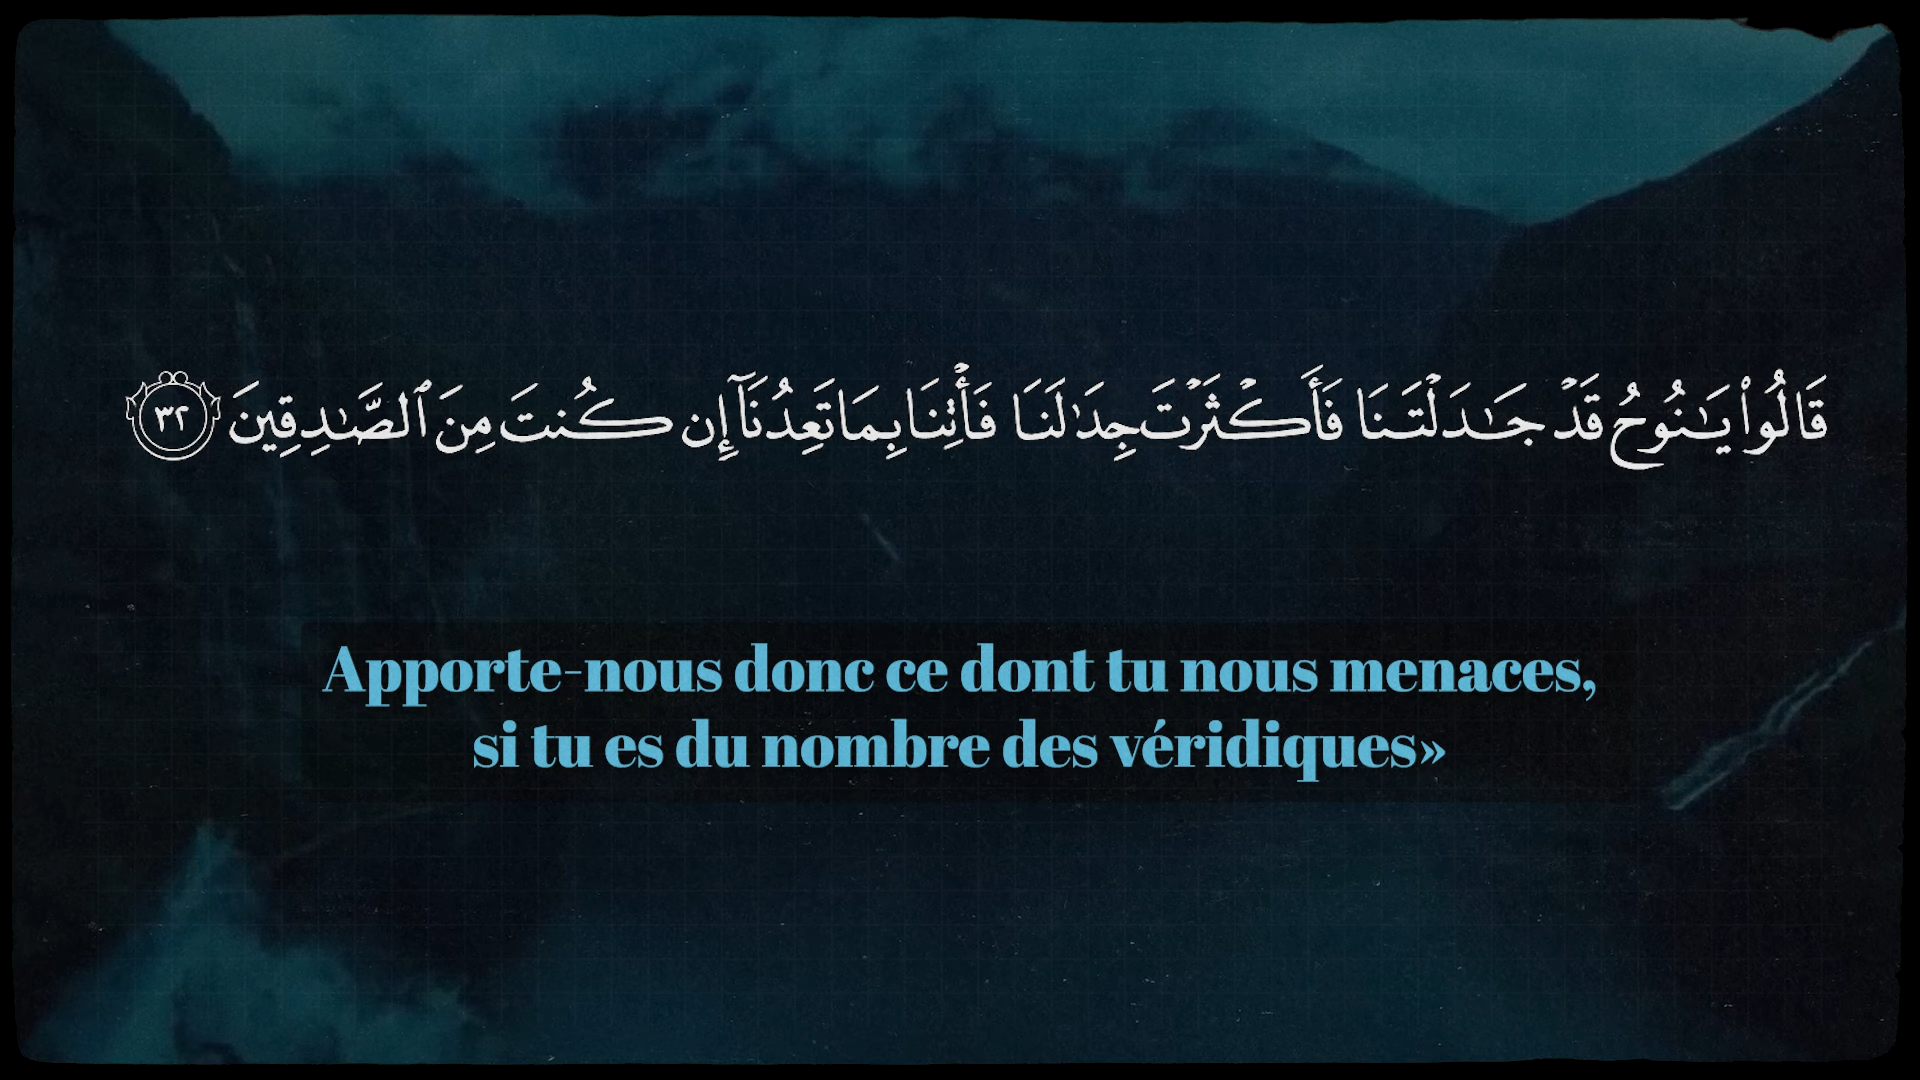 قَالُوا۟ يَـٰنُوحُ قَدْ جَـٰدَلْتَنَا فَأَكْثَرْتَ جِدَٰلَنَا فَأْتِنَا بِمَا تَعِدُنَآ إِن كُنتَ مِنَ ٱلصَّـٰدِقِينَ ٣٢
Apporte-nous donc ce dont tu nous menaces,
si tu es du nombre des véridiques»